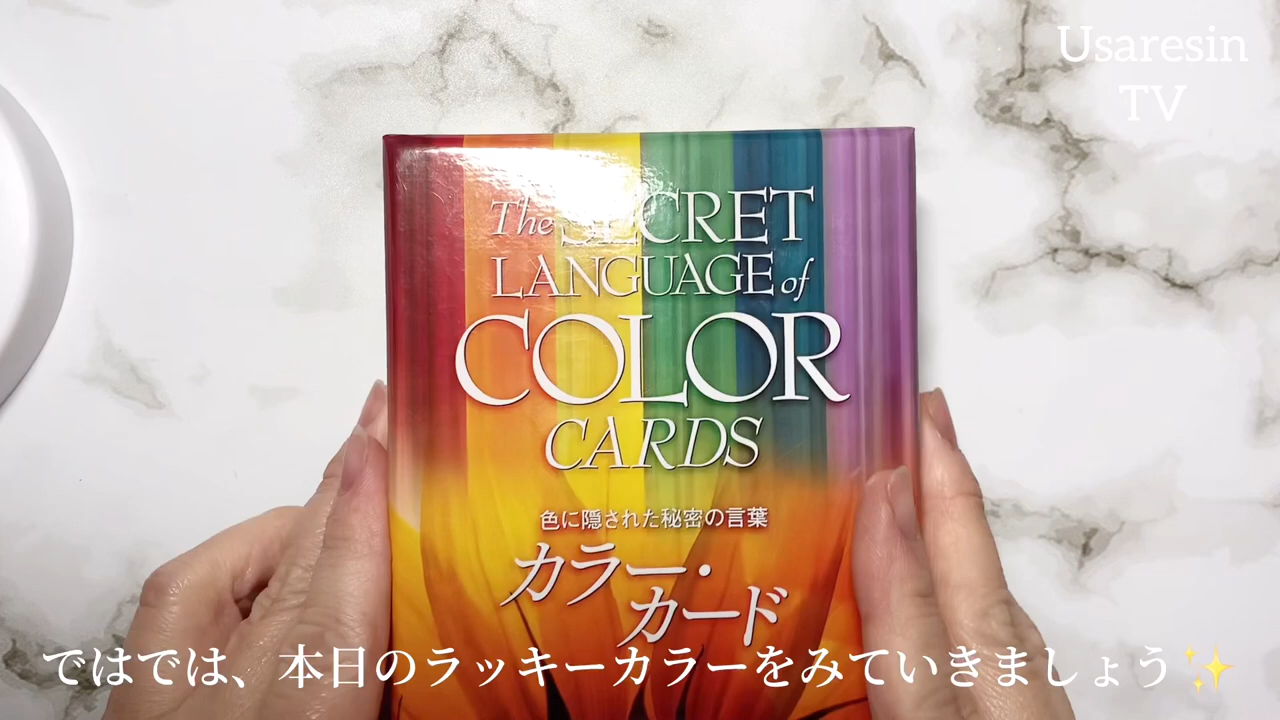 Usaresin
TV
The SECRET
LANGUAGE of
COLOR
CARDS
色に隠された秘密の言葉
カラー・
カード
ではでは、本日のラッキーカラーをみていきましょう✨